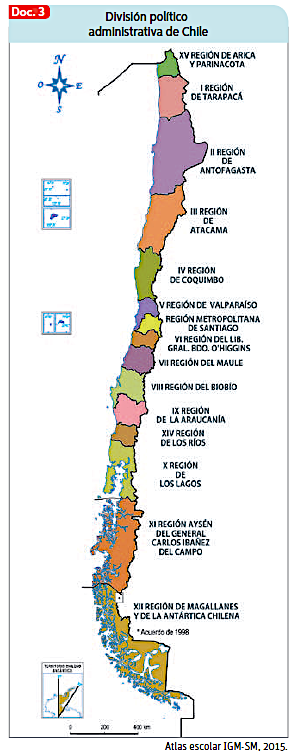 Doc. 3
División político
administrativa de Chile
N
O
E
S
XV REGIÓN DE ARICA
Y PARINACOTA
I REGIÓN
DE TARAPACÁ
II REGIÓN
DE
ANTOFAGASTA
III REGIÓN
DE
ATACAMA
IV REGIÓN
DE COQUIMBO
V REGIÓN DE VALPARAÍSO
REGIÓN METROPOLITANA
DE SANTIAGO
VI REGIÓN DEL LIB.
GRAL. BDO. O'HIGGINS
VII REGIÓN DEL MAULE
VIII REGIÓN DEL BIOBÍO
IX REGIÓN
DE LA ARAUCANÍA
XIV REGIÓN
DE LOS RÍOS
X REGIÓN
DE
LOS LAGOS
XI REGIÓN AYSÉN
DEL GENERAL
CARLOS IBAÑEZ
DEL CAMPO
XII REGIÓN DE MAGALLANES
Y DE LA ANTÁRTICA CHILENA
*Acuerdo de 1998
TERRITORIO CHILENO
ANTÁRTICO
0 200 400 km
Atlas escolar IGM-SM, 2015.